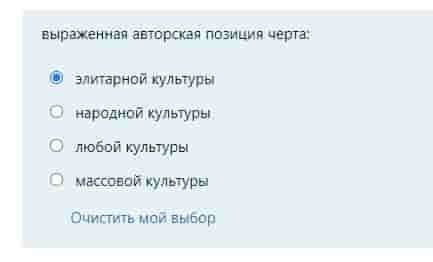 выраженная авторская позиция черта:
элитарной культуры
народной культуры
любой культуры
массовой культуры
Очистить мой выбор